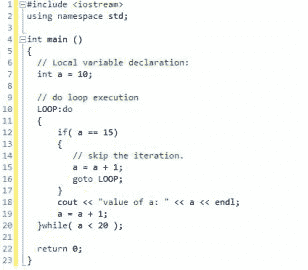 1 #include <iostream>
2 using namespace std;
3
4 int main ()
5 {
6 // Local variable declaration:
7 int a = 10;
8
9 // do loop execution
10 LOOP:do
11 {
12 if( a == 15)
13 {
14 // skip the iteration.
15 a = a + 1;
16 goto LOOP;
17 }
18 cout << "value of a: " << a << endl;
19 a = a + 1;
20 }while( a < 20 );
21
22 return 0;
23 }